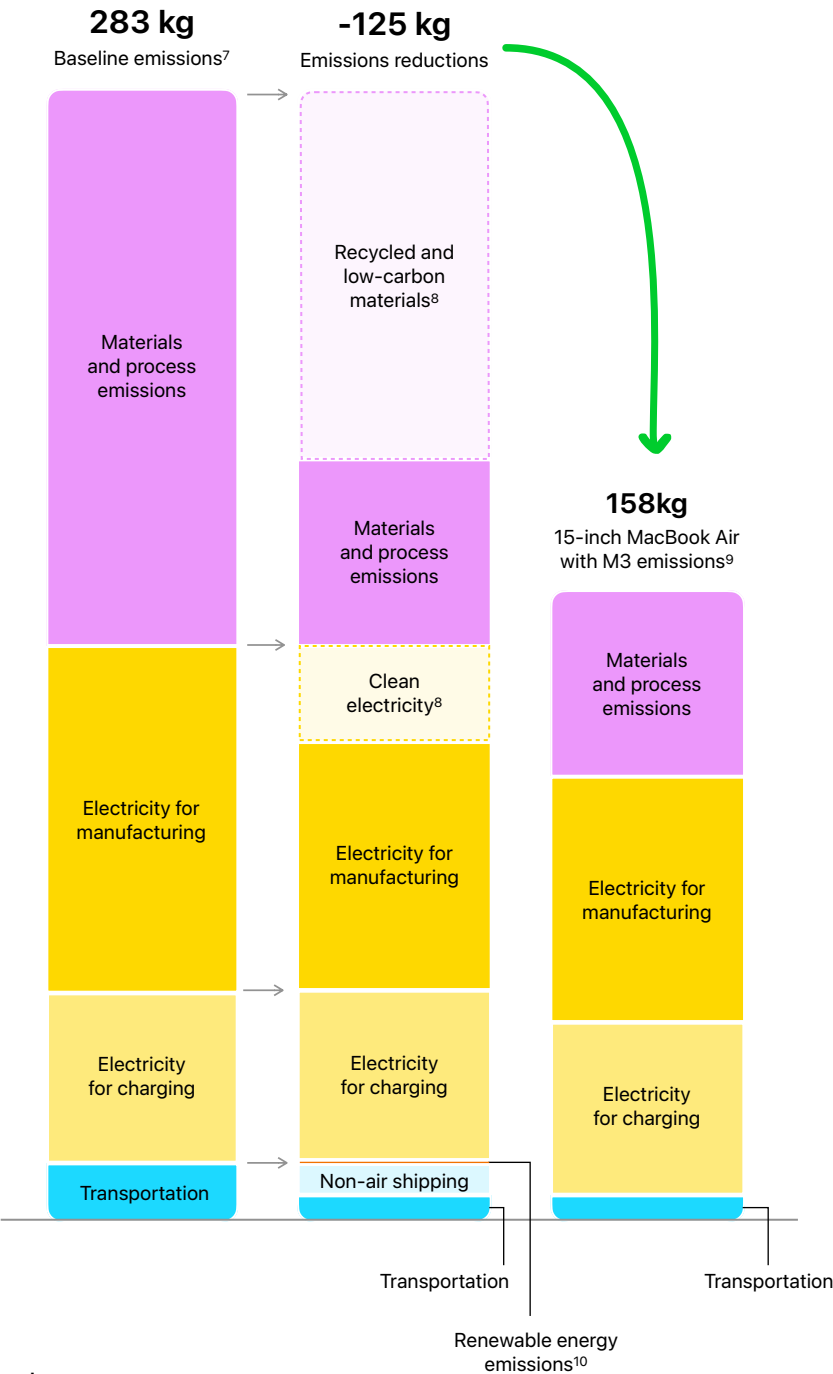 283 kg
Baseline emissions⁷
Materials
and process
emissions
Electricity for
manufacturing
Electricity
for charging
Transportation
-125 kg
Emissions reductions
Recycled and
low-carbon
materials⁸
Materials
and process
emissions
Clean
electricity⁸
Electricity for
manufacturing
Electricity
for charging
Non-air shipping
Transportation
Renewable energy
emissions¹⁰
158kg
15-inch MacBook Air
with M3 emissions⁹
Materials
and process
emissions
Electricity for
manufacturing
Electricity
for charging
Transportation